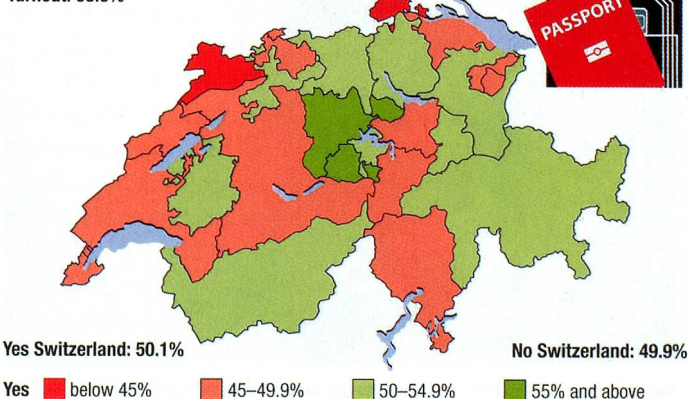 PASSPORT
Yes Switzerland: 50.1%
No Switzerland: 49.9%
Yes below 45% 45–49.9% 50–54.9% 55% and above